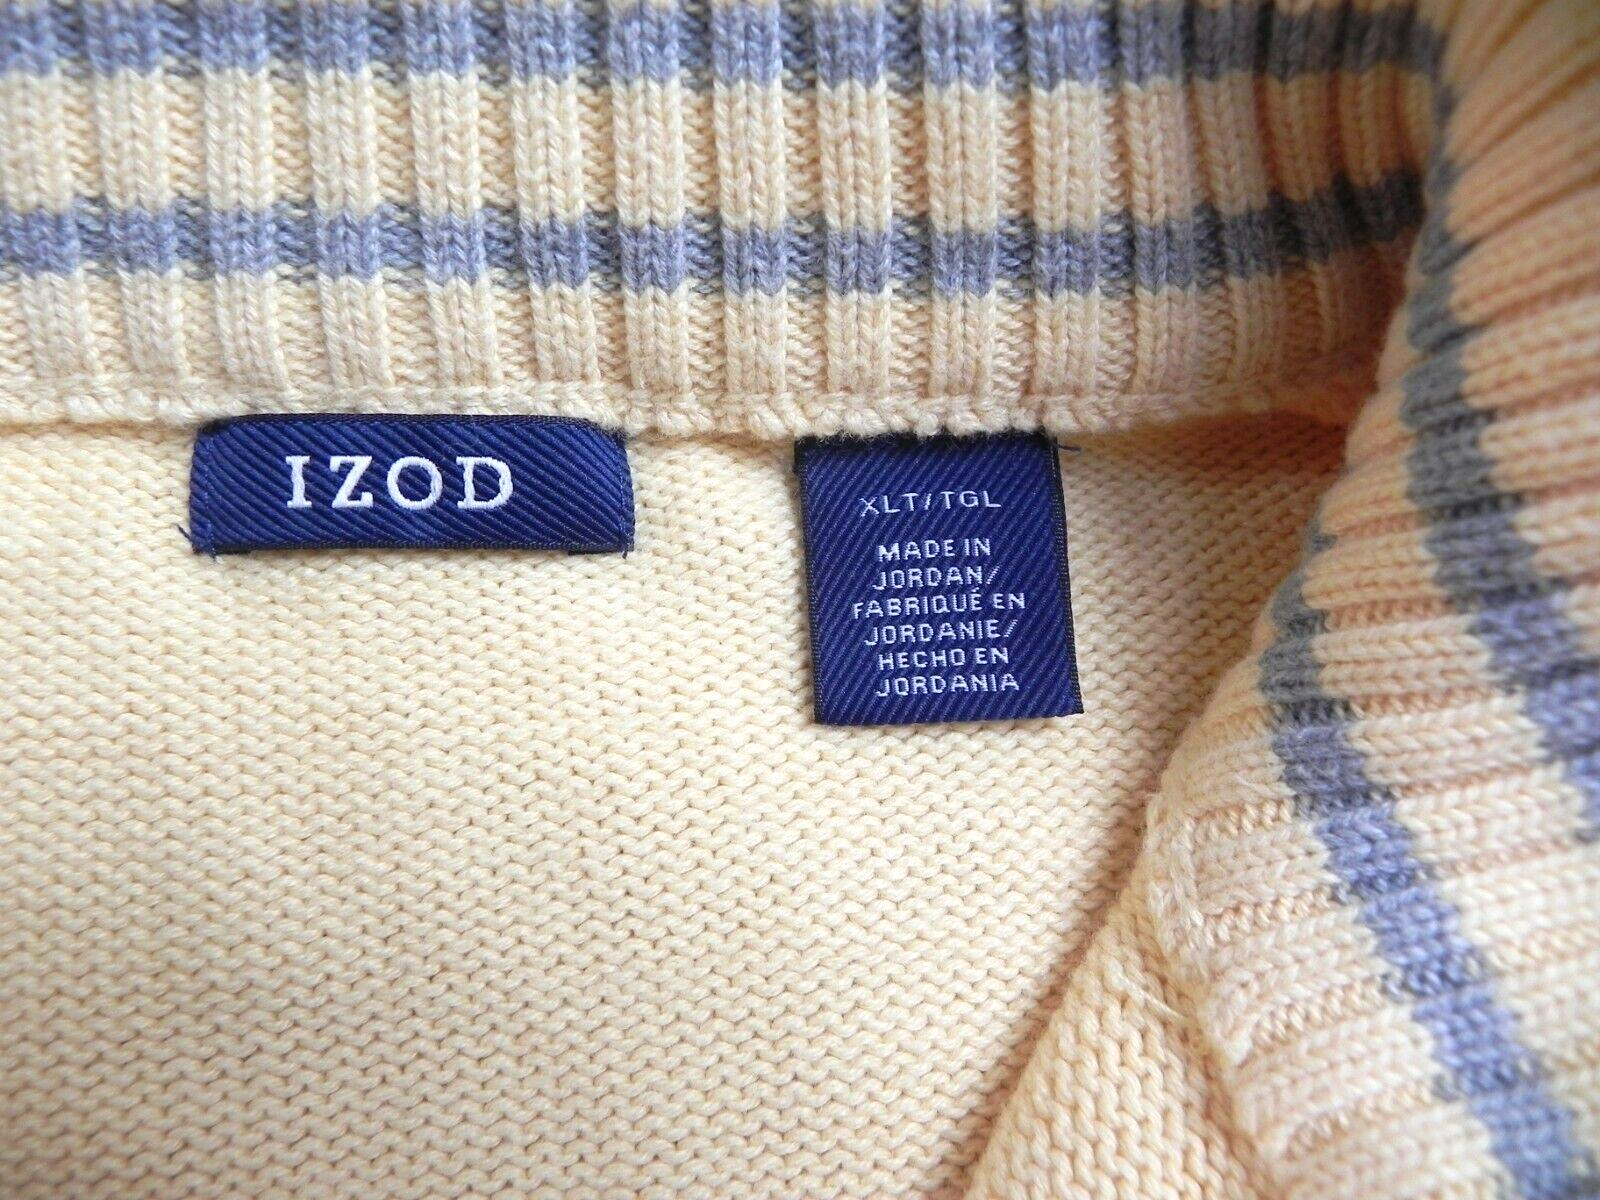 IZOD
XLT/TGL
MADE IN
JORDAN/
FABRIQUÉ EN
JORDANIE/
HECHO EN
JORDANIA